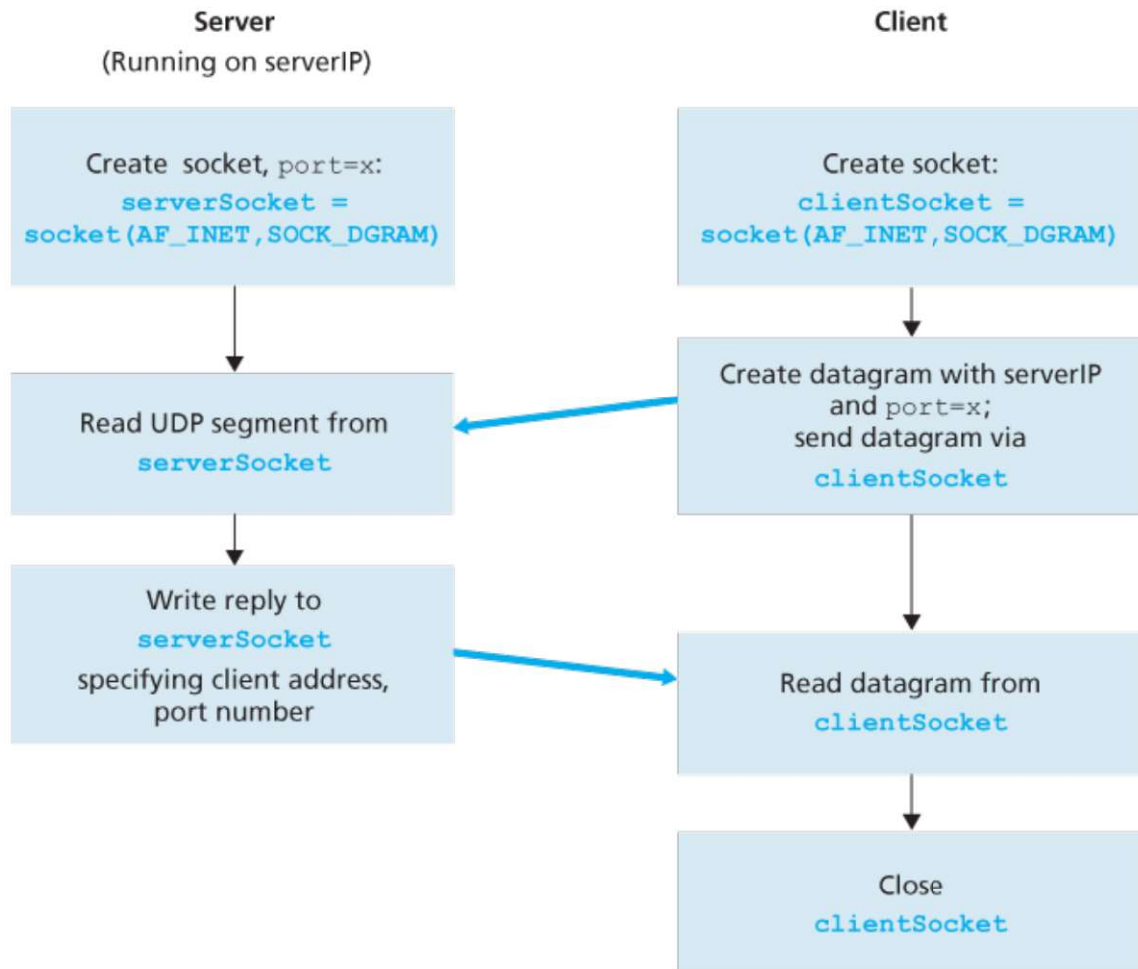 Server
(Running on serverIP)
Create socket, port=x:
serverSocket =
socket(AF_INET,SOCK_DGRAM)
Read UDP segment from
serverSocket
Write reply to
serverSocket
specifying client address,
port number
Client
Create socket:
clientSocket =
socket(AF_INET,SOCK_DGRAM)
Create datagram with serverIP
and port=x;
send datagram via
clientSocket
Read datagram from
clientSocket
Close
clientSocket